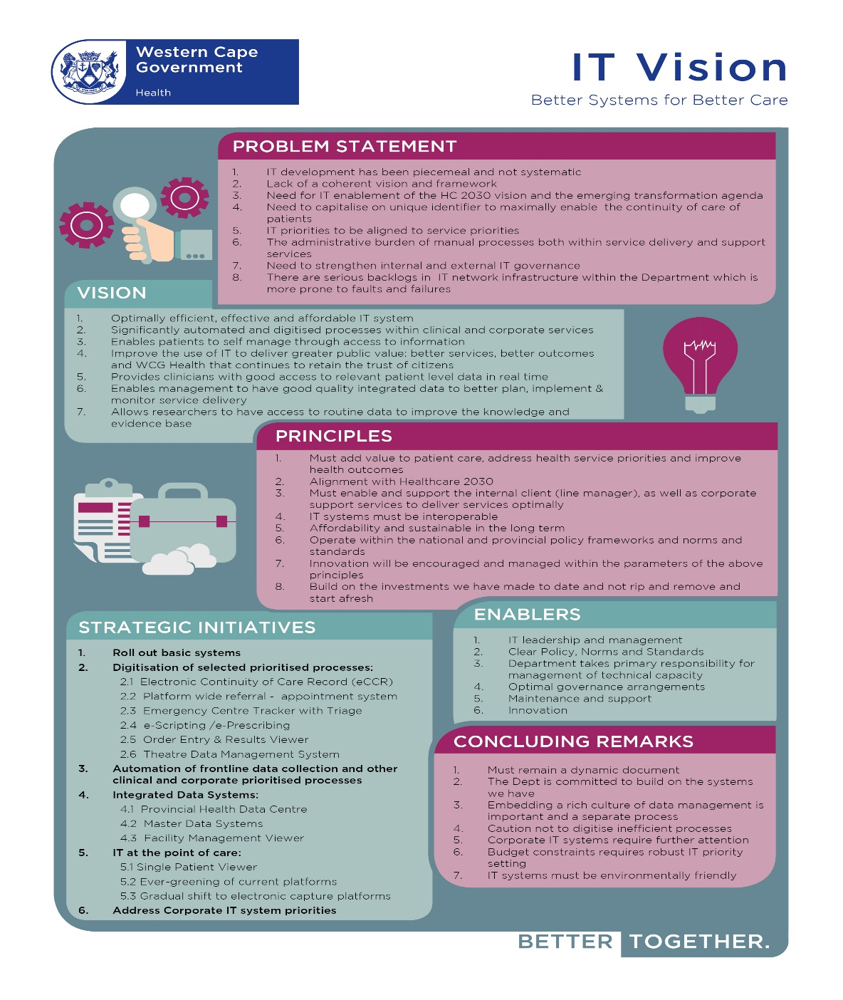 Western Cape
Government
Health
IT Vision
Better Systems for Better Care
PROBLEM STATEMENT
1. IT development has been piecemeal and not systematic
2. Lack of a coherent vision and framework
3. Need for IT enablement of the HC 2030 vision and the emerging transformation agenda
4. Need to capitalise on unique identifier to maximally enable the continuity of care of
patients
5. IT priorities to be aligned to service priorities
6. The administrative burden of manual processes both within service delivery and support
services
7. Need to strengthen internal and external IT governance
8. There are serious backlogs in IT network infrastructure within the Department which is
more prone to faults and failures
VISION
1. Optimally efficient, effective and affordable IT system
2. Significantly automated and digitised processes within clinical and corporate services
3. Enables patients to self manage through access to information
4. Improve the use of IT to deliver greater public value: better services, better outcomes
and WCG Health that continues to retain the trust of citizens
5. Provides clinicians with good access to relevant patient level data in real time
6. Enables management to have good quality integrated data to better plan, implement &
monitor service delivery
7. Allows researchers to have access to routine data to improve the knowledge and
evidence base
PRINCIPLES
1. Must add value to patient care, address health service priorities and improve
health outcomes
2. Alignment with Healthcare 2030
3. Must enable and support the internal client (line manager), as well as corporate
support services to deliver services optimally
4. IT systems must be interoperable
5. Affordability and sustainable in the long term
6. Operate within the national and provincial policy frameworks and norms and
standards
7. Innovation will be encouraged and managed within the parameters of the above
principles
8. Build on the investments we have made to date and not rip and remove and
start afresh
STRATEGIC INITIATIVES
1. Roll out basic systems
2. Digitisation of selected prioritised processes:
2.1 Electronic Continuity of Care Record (eCCR)
2.2 Platform wide referral - appointment system
2.3 Emergency Centre Tracker with Triage
2.4 e-Scripting /e-Prescribing
2.5 Order Entry & Results Viewer
2.6 Theatre Data Management System
3. Automation of frontline data collection and other
clinical and corporate prioritised processes
4. Integrated Data Systems:
4.1 Provincial Health Data Centre
4.2 Master Data Systems
4.3 Facility Management Viewer
5. IT at the point of care:
5.1 Single Patient Viewer
5.2 Ever-greening of current platforms
5.3 Gradual shift to electronic capture platforms
6. Address Corporate IT system priorities
ENABLERS
1. IT leadership and management
2. Clear Policy, Norms and Standards
3. Department takes primary responsibility for
management of technical capacity
4. Optimal governance arrangements
5. Maintenance and support
6. Innovation
CONCLUDING REMARKS
1. Must remain a dynamic document
2. The Dept is committed to build on the systems
we have
3. Embedding a rich culture of data management is
important and a separate process
4. Caution not to digitise inefficient processes
5. Corporate IT systems require further attention
6. Budget constraints requires robust IT priority
setting
7. IT systems must be environmentally friendly
BETTER TOGETHER.